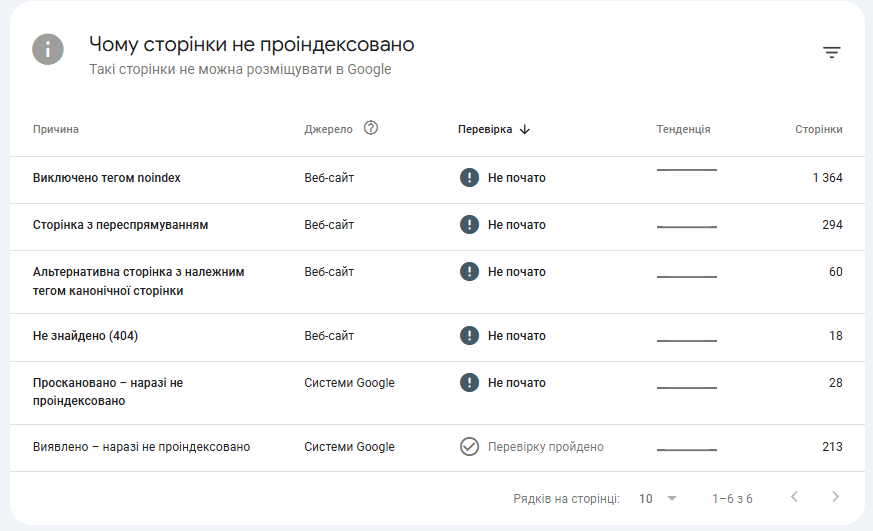 Чому сторінки не проіндексовано
Такі сторінки не можна розміщувати в Google
Причина Джерело Перевірка Тенденція Сторінки
Виключено тегом noindex Веб-сайт Не почато 1 364
Сторінка з переспрямуванням Веб-сайт Не почато 294
Альтернативна сторінка з належним Веб-сайт Не почато 60
тегом канонічної сторінки
Не знайдено (404) Веб-сайт Не почато 18
Проскановано – наразі не Системи Google Не почато 28
проіндексовано
Виявлено – наразі не проіндексовано Системи Google Перевірку пройдено 213
Рядків на сторінці: 10 1–6 з 6